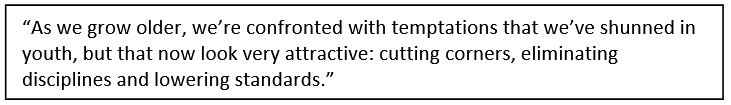 “As we grow older, we’re confronted with temptations that we’ve shunned in
youth, but that now look very attractive: cutting corners, eliminating
disciplines and lowering standards.”